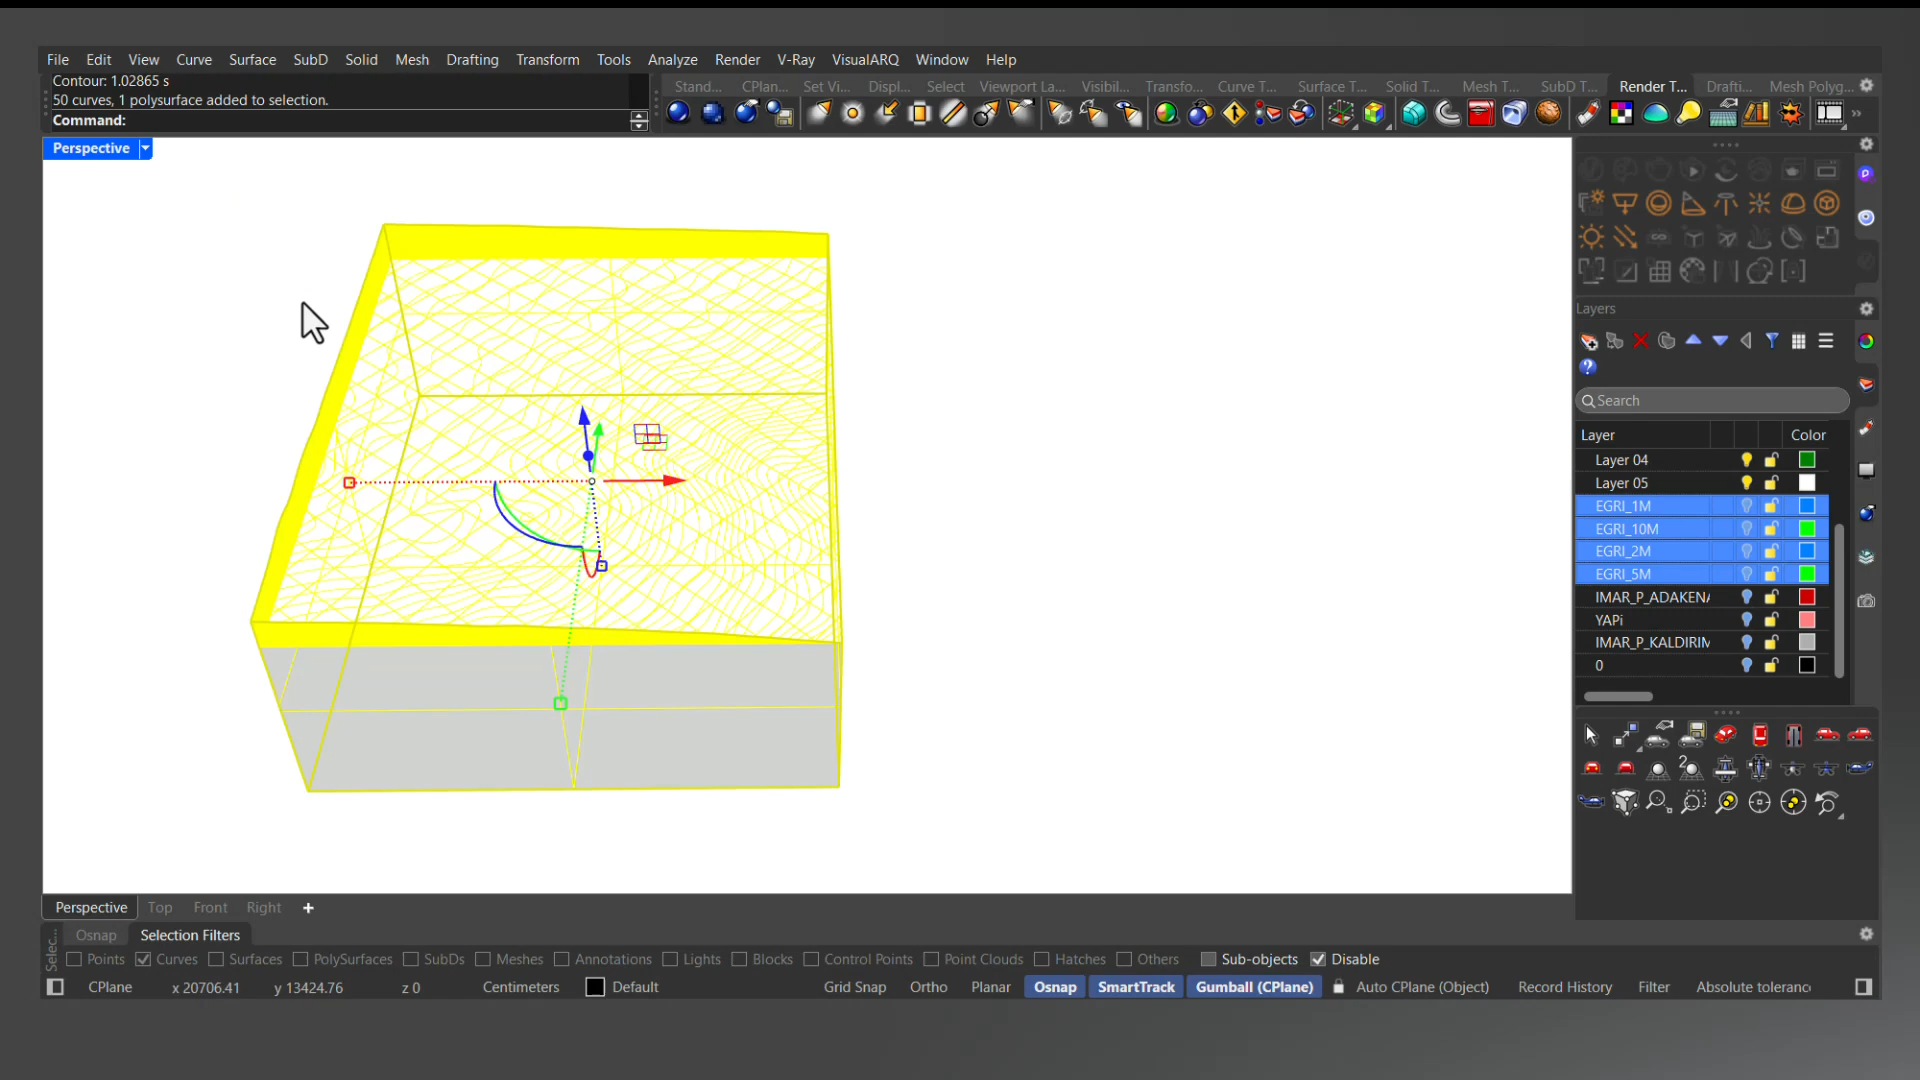 File Edit View Curve Surface SubD Solid Mesh Drafting Transform Tools Analyze Render V-Ray VisualARQ Window Help
Contour: 1.02865 s
50 curves, 1 polysurface added to selection.
Command:
Stand... CPlan... Set Vi... Displ... Select Viewport La... Visibil... Transfo... Curve T... Surface T... Solid T... Mesh T... SubD T... Render T... Drafti... Mesh Polyg...
Perspective
Layers
Search
Layer Color
Layer 04
Layer 05
EGRI_1M
EGRI_10M
EGRI_2M
EGRI_5M
IMAR_P_ADAKENA
YAPi
IMAR_P_KALDIRIM
0
2
Perspective Top Front Right +
Osnap Selection Filters
Selec...
Points Curves Surfaces PolySurfaces SubDs Meshes Annotations Lights Blocks Control Points Point Clouds Hatches Others Sub-objects Disable
CPlane x 20706.41 y 13424.76 z 0 Centimeters Default Grid Snap Ortho Planar Osnap SmartTrack Gumball (CPlane) Auto CPlane (Object) Record History Filter Absolute toleranc